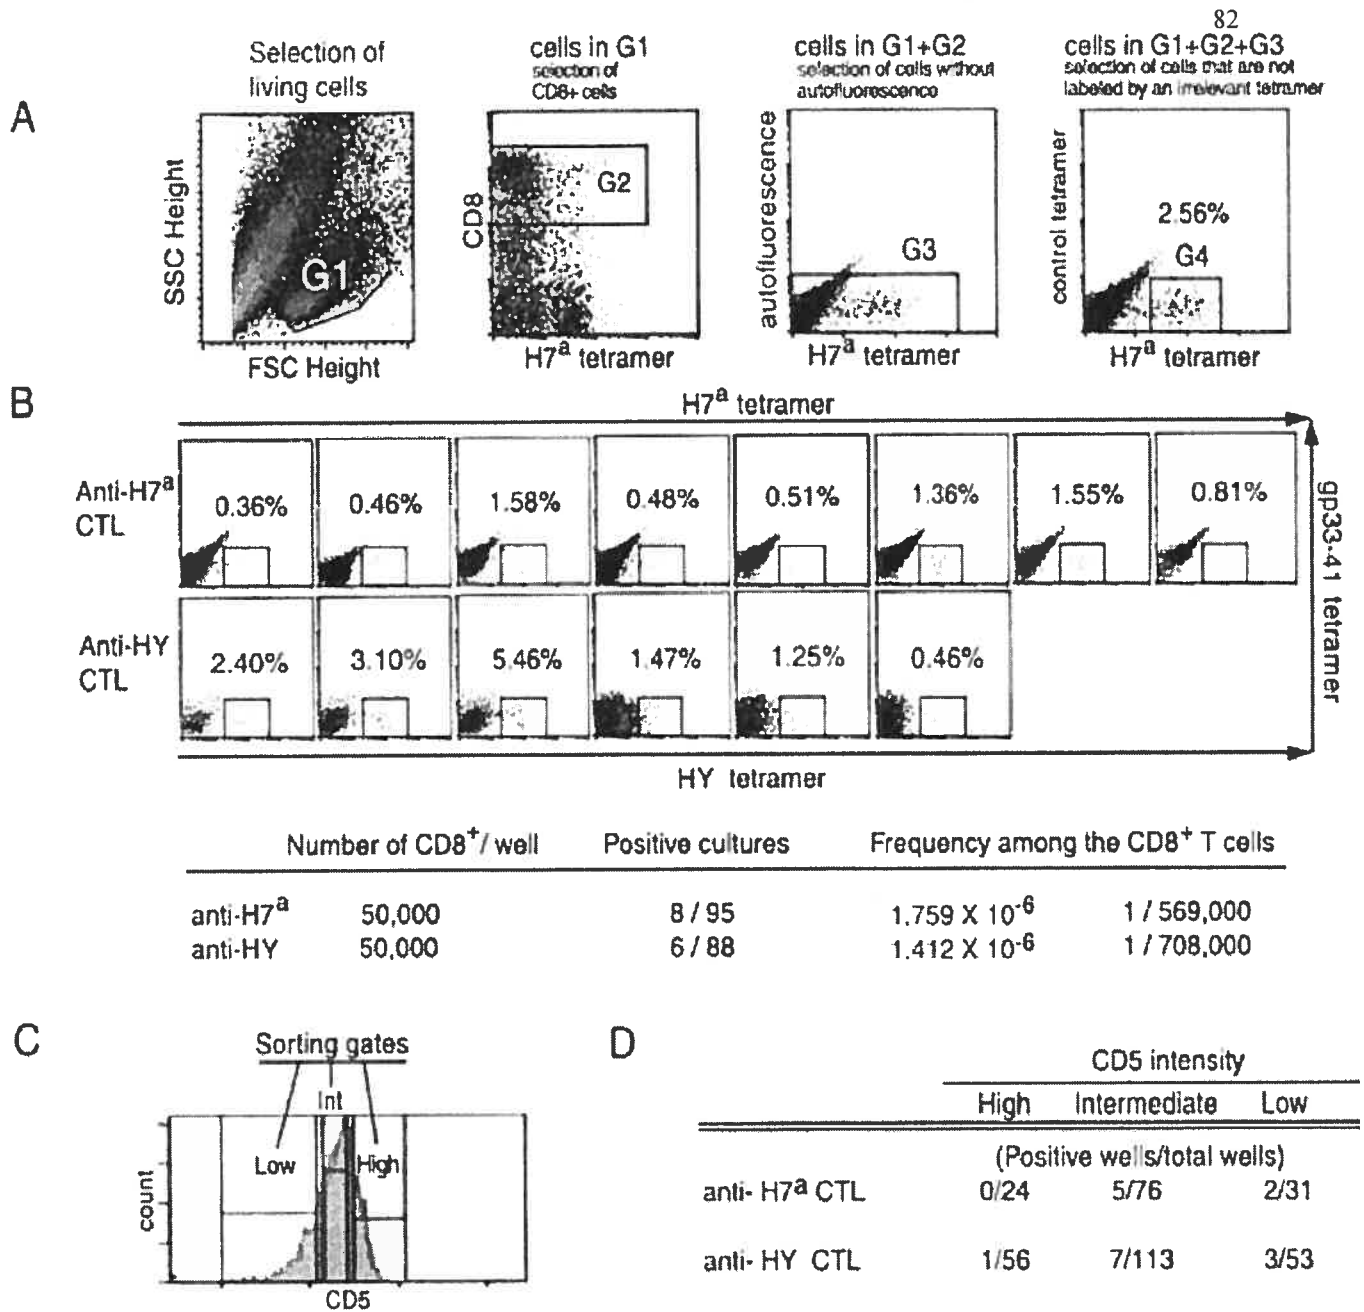 82
A
Selection of
living cells
SSC Height
G1
FSC Height
cells in G1
selection of
CD8+ cells
CD8
G2
H7a tetramer
cells in G1+G2
selection of cells without
autofluorescence
autofluorescence
G3
H7a tetramer
cells in G1+G2+G3
selection of cells that are not
labeled by an irrelevant tetramer
control tetramer
2.56%
G4
H7a tetramer
B
H7a tetramer
Anti-H7a
CTL
0.36% 0.46% 1.58% 0.48% 0.51% 1.36% 1.55% 0.81%
gp33-41 tetramer
Anti-HY
CTL
2.40% 3.10% 5.46% 1.47% 1.25% 0.46%
HY tetramer
Number of CD8+/ well Positive cultures Frequency among the CD8+ T cells
anti-H7a 50,000 8 / 95 1.759 X 10-6 1 / 569,000
anti-HY 50,000 6 / 88 1.412 X 10-6 1 / 708,000
C
Sorting gates
Int
Low
High
count
CD5
D
CD5 intensity
High Intermediate Low
(Positive wells/total wells)
anti- H7a CTL 0/24 5/76 2/31
anti- HY CTL 1/56 7/113 3/53